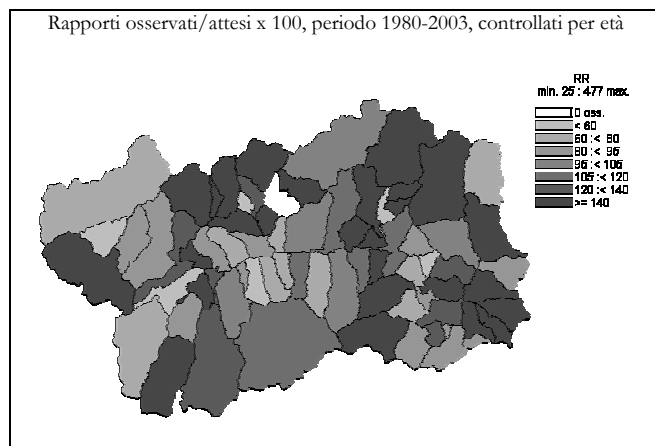 Rapporti osservati/attesi x 100, periodo 1980-2003, controllati per età
RR
min. 25 : 477 max.
0 oss.
< 60
60 :< 80
80 :< 95
95 :< 105
105 :< 120
120 :< 140
>= 140